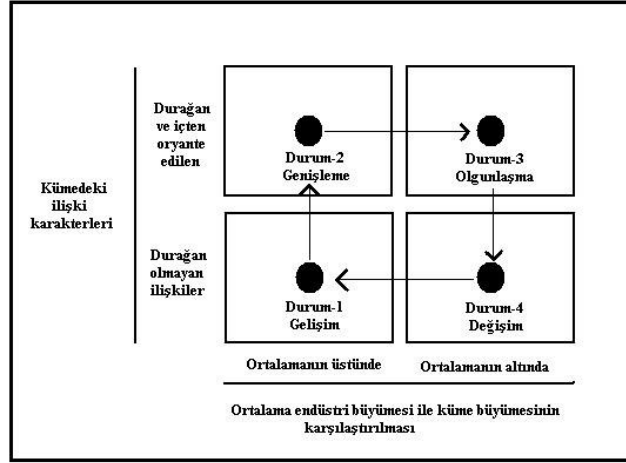 Kümedeki
ilişki
karakterleri
Durağan
ve içten
oryante
edilen
Durağan
olmayan
ilişkiler
Durum-2
Genişleme
Durum-3
Olgunlaşma
Durum-1
Gelişim
Durum-4
Değişim
Ortalamanın üstünde
Ortalamanın altında
Ortalama endüstri büyümesi ile küme büyümesinin
karşılaştırılması